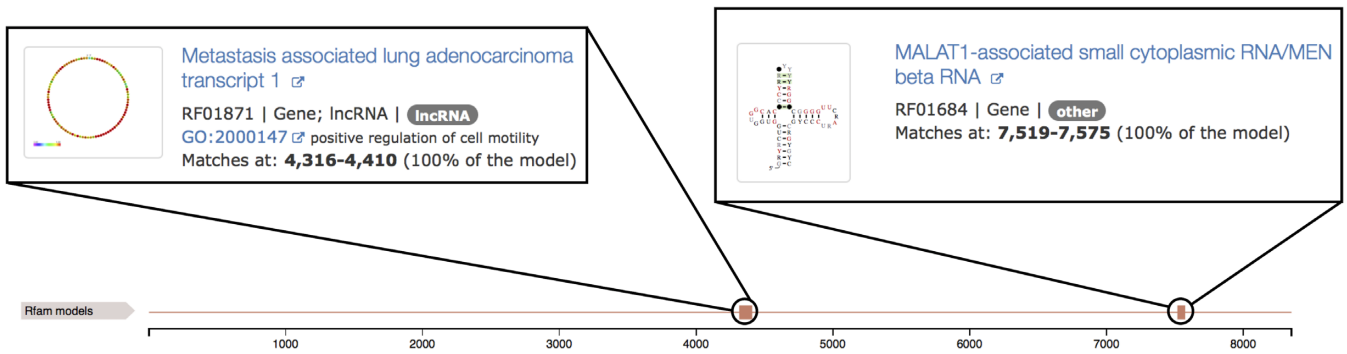 Metastasis associated lung adenocarcinoma
transcript 1
RF01871 | Gene; lncRNA | lncRNA
GO:2000147 positive regulation of cell motility
Matches at: 4,316-4,410 (100% of the model)
MALAT1-associated small cytoplasmic RNA/MEN
beta RNA
RF01684 | Gene | other
Matches at: 7,519-7,575 (100% of the model)
Rfam models
1000 2000 3000 4000 5000 6000 7000 8000